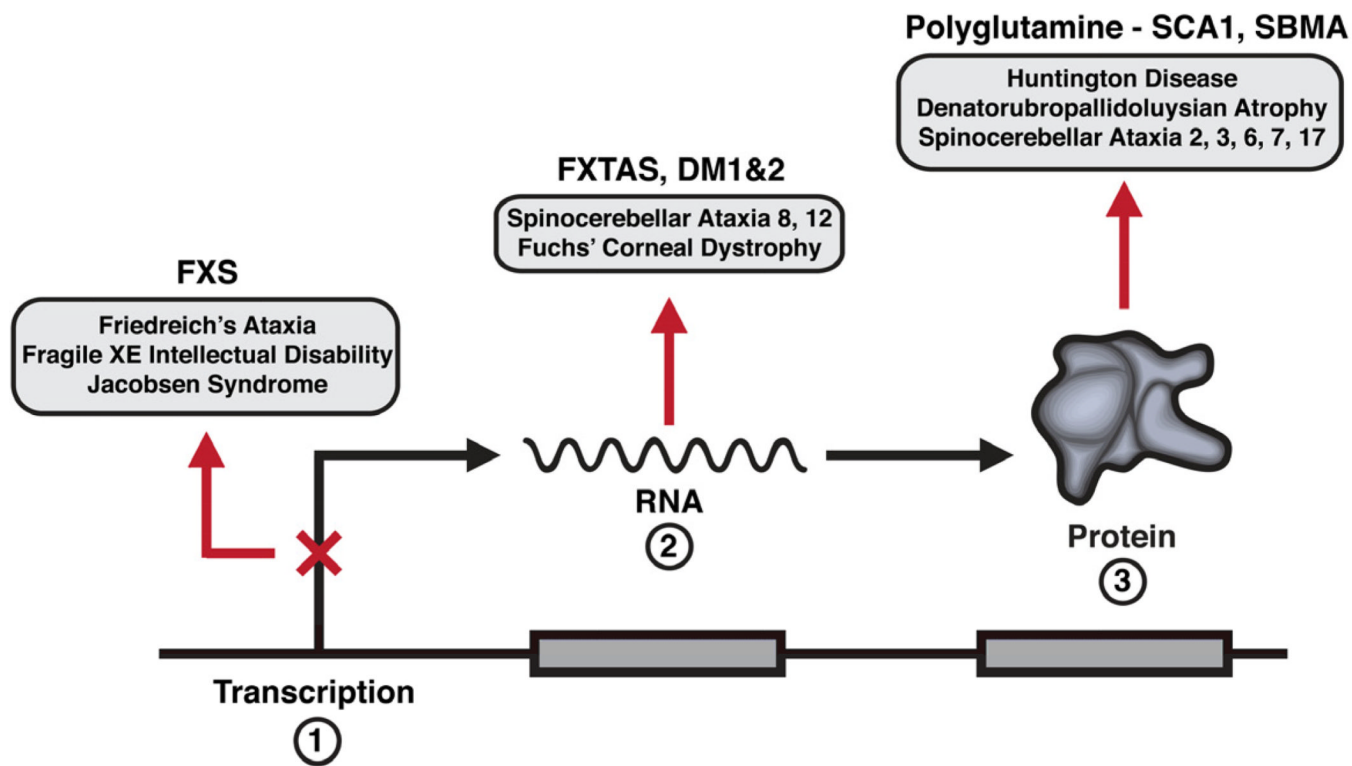 Polyglutamine - SCA1, SBMA
Huntington Disease
Denatorubropallidoluysian Atrophy
Spinocerebellar Ataxia 2, 3, 6, 7, 17
FXTAS, DM1&2
Spinocerebellar Ataxia 8, 12
Fuchs' Corneal Dystrophy
FXS
Friedreich's Ataxia
Fragile XE Intellectual Disability
Jacobsen Syndrome
RNA
2
Protein
3
Transcription
1